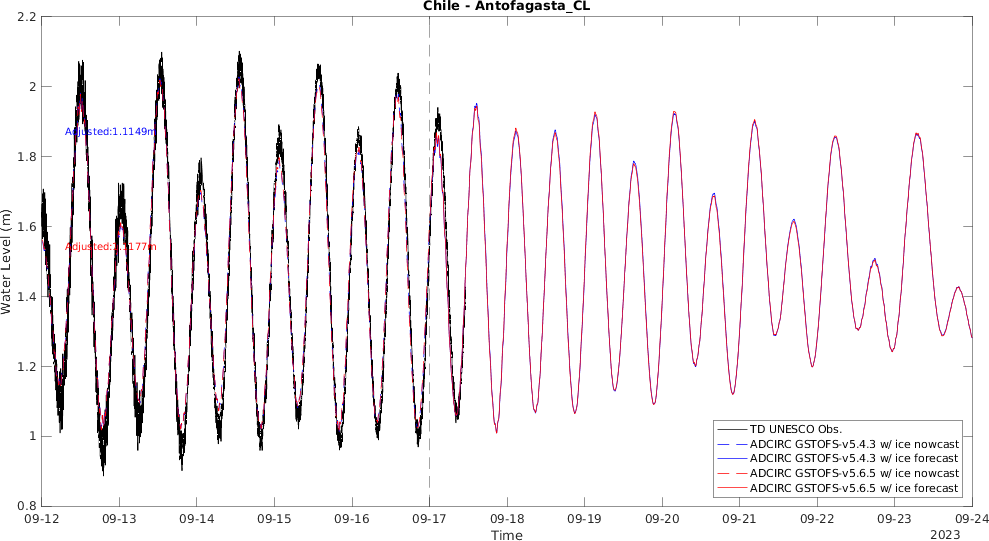 Chile - Antofagasta_CL
2.2
2
1.8
1.6
1.4
1.2
1
0.8
Water Level (m)
Adjusted:1.1149m
Adjusted:1.1177m
TD UNESCO Obs.
ADCIRC GSTOFS-v5.4.3 w/ ice nowcast
ADCIRC GSTOFS-v5.4.3 w/ ice forecast
ADCIRC GSTOFS-v5.6.5 w/ ice nowcast
ADCIRC GSTOFS-v5.6.5 w/ ice forecast
09-12 09-13 09-14 09-15 09-16 09-17 09-18 09-19 09-20 09-21 09-22 09-23 09-24
Time
2023